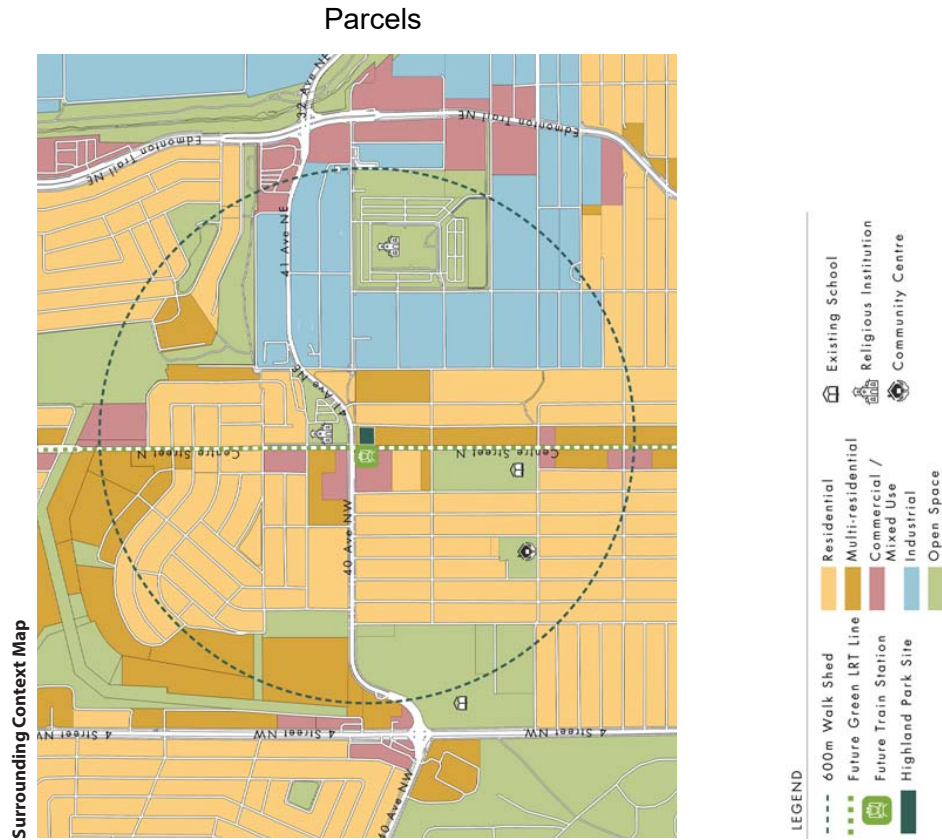 Parcels
Surrounding Context Map
32 Ave NE
Edmonton Trail NE
Edmonton Trail NE
41 Ave NE
41 Ave NE
Centre Street N
Centre Street N
40 Ave NW
4 Street NW
4 Street NW
4 Street NW
40 Ave NW
LEGEND
600m Walk Shed
Future Green LRT Line
Future Train Station
Highland Park Site
Residential
Multi-residential
Commercial /
Mixed Use
Industrial
Open Space
Existing School
Religious Institution
Community Centre